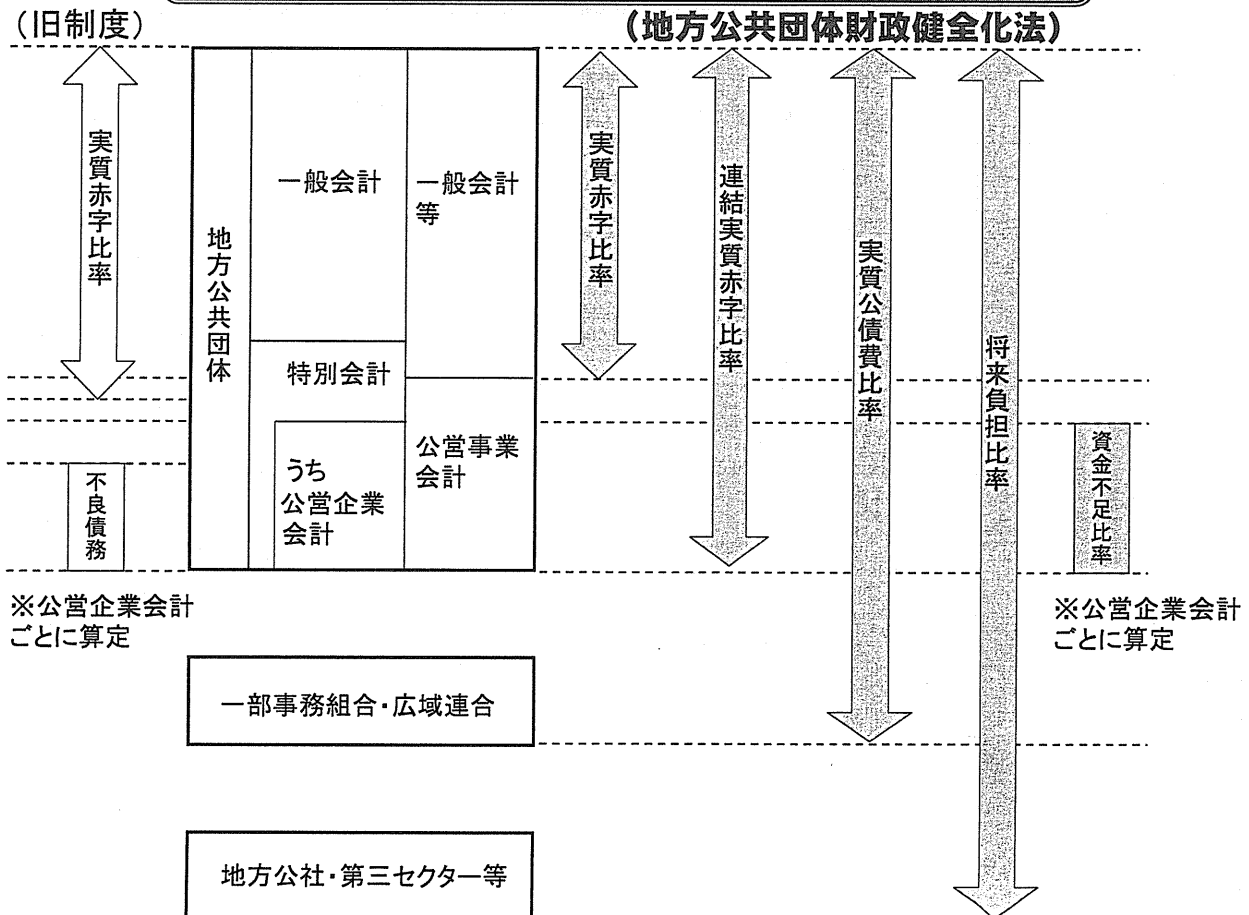 (旧制度)
(地方公共団体財政健全化法)
実質赤字比率
不良債務
※公営企業会計
ごとに算定
地方公共団体
一般会計
特別会計
うち
公営企業
会計
一般会計
等
公営事業
会計
一部事務組合・広域連合
地方公社・第三セクター等
実質赤字比率
連結実質赤字比率
実質公債費比率
将来負担比率
資金不足比率
※公営企業会計
ごとに算定